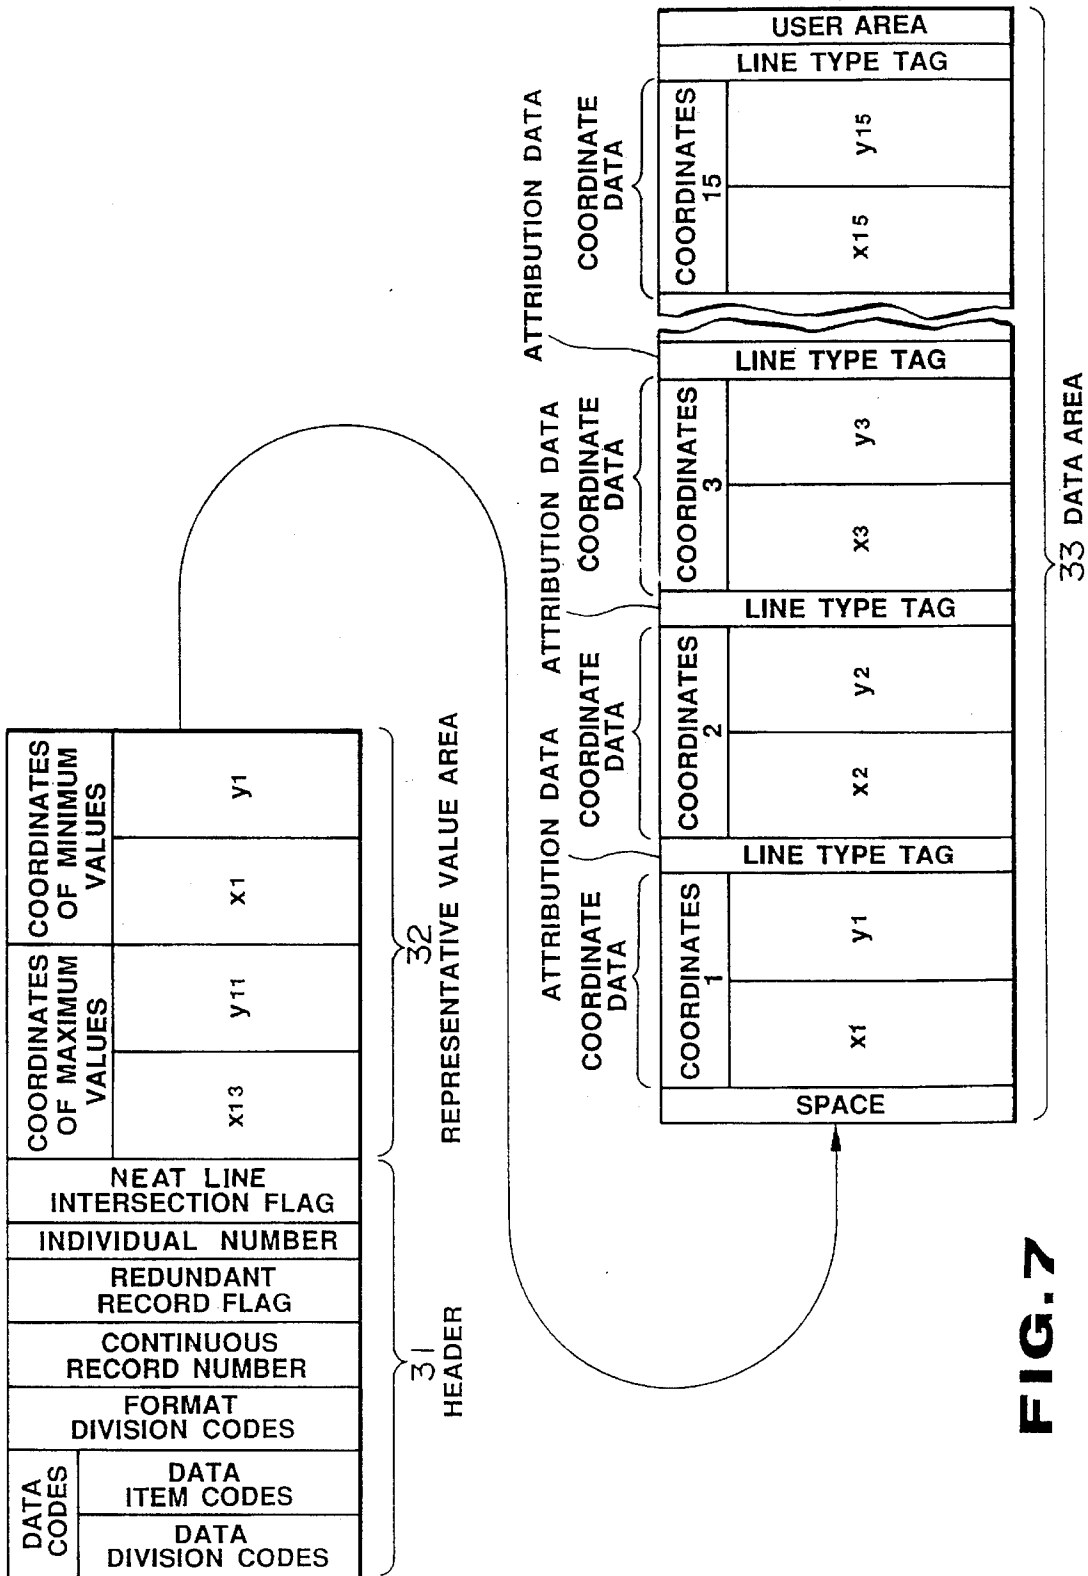 DATA
CODES
DATA
DIVISION CODES
DATA
ITEM CODES
FORMAT
DIVISION CODES
CONTINUOUS
RECORD NUMBER
REDUNDANT
RECORD FLAG
INDIVIDUAL NUMBER
NEAT LINE
INTERSECTION FLAG
COORDINATES
OF MAXIMUM
VALUES
x13
y11
COORDINATES
OF MINIMUM
VALUES
x1
y1
31
HEADER
32
REPRESENTATIVE VALUE AREA
ATTRIBUTION DATA
ATTRIBUTION DATA
ATTRIBUTION DATA
COORDINATE
DATA
COORDINATE
DATA
COORDINATE
DATA
COORDINATE
DATA
SPACE
COORDINATES
1
x1
y1
LINE TYPE TAG
COORDINATES
2
x2
y2
LINE TYPE TAG
COORDINATES
3
x3
y3
LINE TYPE TAG
COORDINATES
15
x15
y15
LINE TYPE TAG
USER AREA
33 DATA AREA
FIG.7